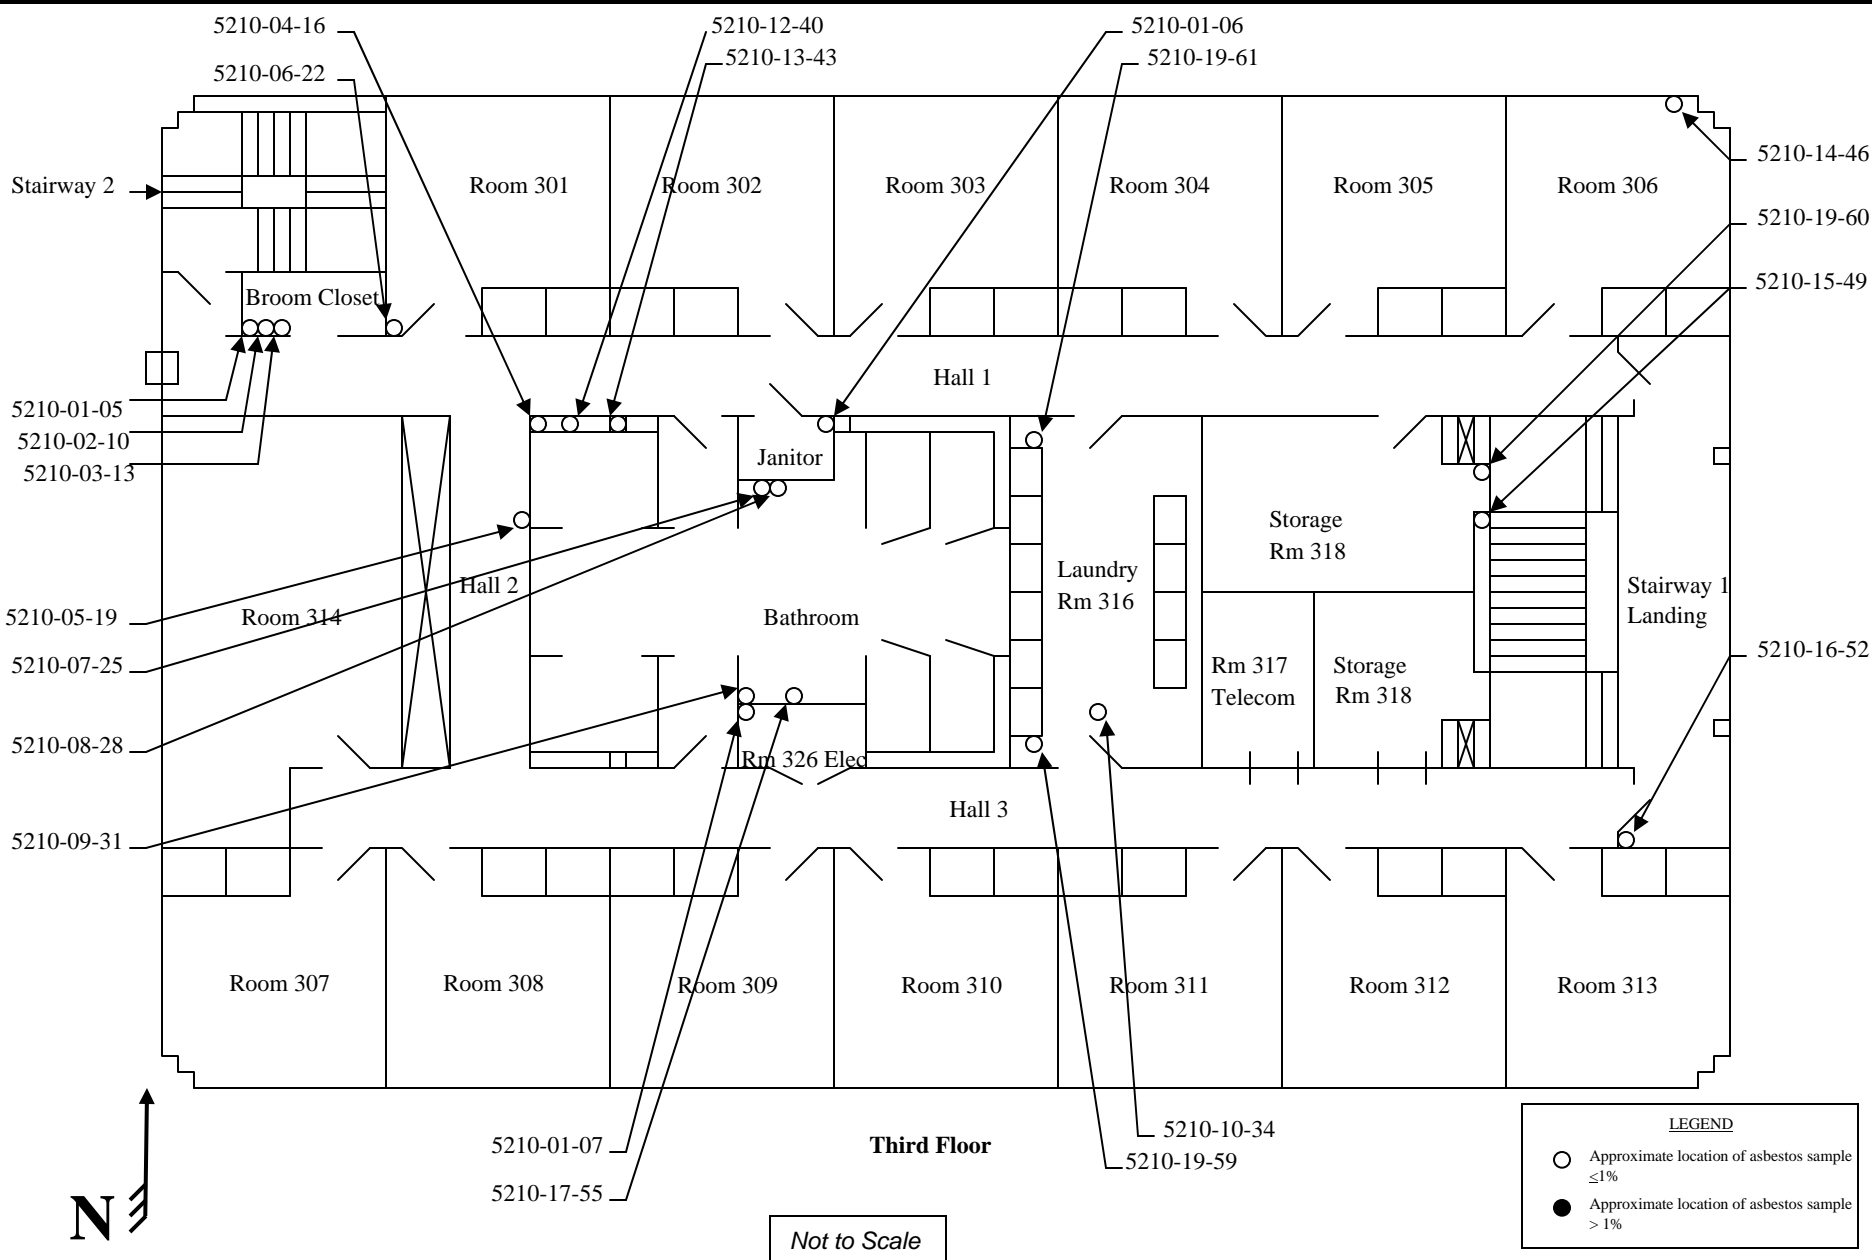 5210-04-16
5210-12-40
5210-01-06
5210-13-43
5210-19-61
5210-06-22
5210-14-46
Stairway 2
Room 301
Room 302
Room 303
Room 304
Room 305
Room 306
5210-19-60
5210-15-49
Broom Closet
Hall 1
5210-01-05
5210-02-10
5210-03-13
Janitor
Storage
Rm 318
Hall 2
Laundry
Rm 316
Stairway 1
Landing
5210-05-19
Room 314
Bathroom
5210-07-25
Rm 317
Telecom
Storage
Rm 318
5210-16-52
5210-08-28
Rm 326 Elec
Hall 3
5210-09-31
Room 307
Room 308
Room 309
Room 310
Room 311
Room 312
Room 313
5210-01-07
Third Floor
5210-10-34
5210-19-59
5210-17-55
N
Not to Scale
LEGEND
Approximate location of asbestos sample
≤1%
Approximate location of asbestos sample
> 1%